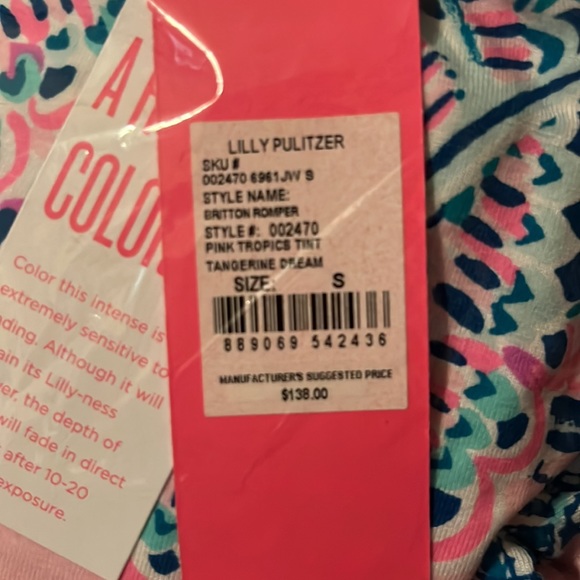 A
COLO
Color this intense is
extremely sensitive to
ading. Although it will
ain its Lilly-ness
er, the depth of
will fade in direct
after 10-20
exposure.
LILLY PULITZER
SKU #
002470 6961JW S
STYLE NAME:
BRITTON ROMPER
STYLE #: 002470
PINK TROPICS TINT
TANGERINE DREAM
SIZE: S
889069 542436
MANUFACTURER'S SUGGESTED PRICE
$138.00